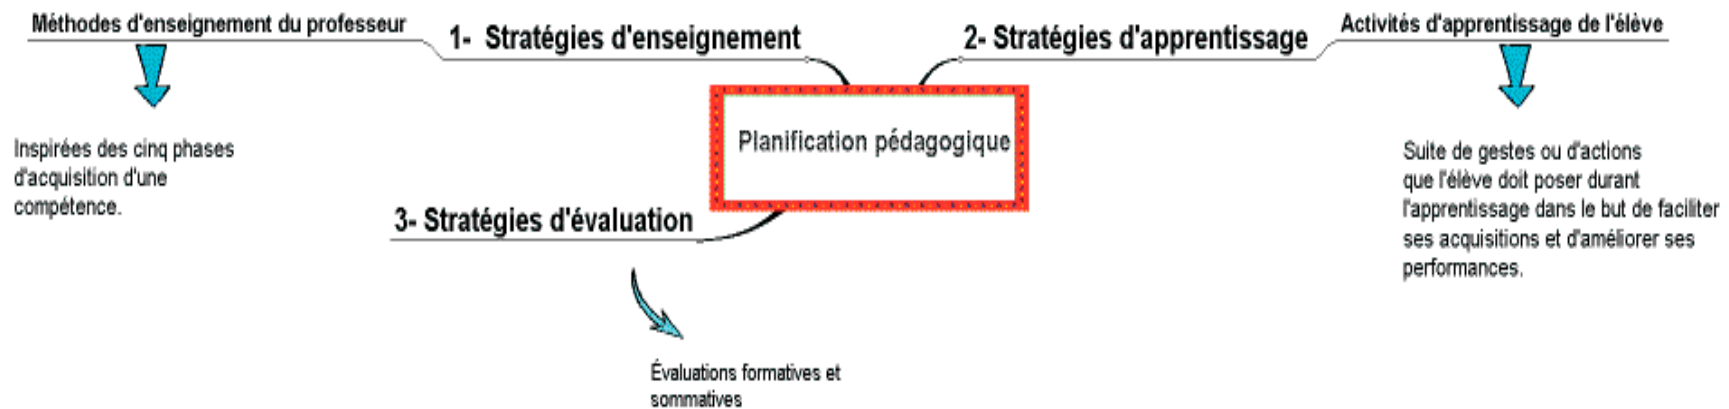 Méthodes d'enseignement du professeur
1- Stratégies d'enseignement
2- Stratégies d'apprentissage
Activités d'apprentissage de l'élève
Planification pédagogique
Inspirées des cinq phases
d'acquisition d'une
compétence.
Suite de gestes ou d'actions
que l'élève doit poser durant
l'apprentissage dans le but de faciliter
ses acquisitions et d'améliorer ses
performances.
3- Stratégies d'évaluation
Évaluations formatives et
sommatives